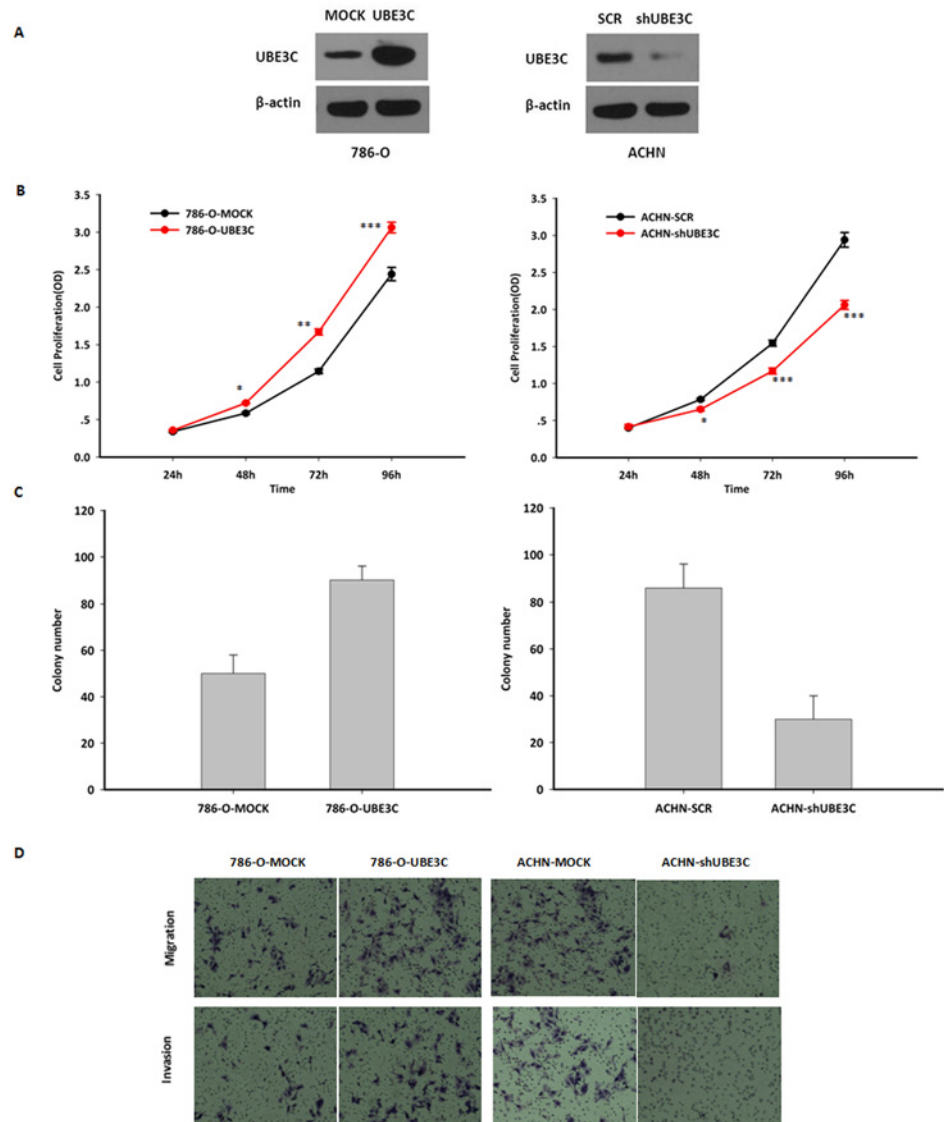 A
MOCK UBE3C
UBE3C
β-actin
786-O
SCR shUBE3C
UBE3C
β-actin
ACHN
B
786-O-MOCK
786-O-UBE3C
Cell Proliferation(OD)
3.5
3.0
2.5
2.0
1.5
1.0
.5
0.0
*
**
***
24h 48h 72h 96h
Time
ACHN-SCR
ACHN-shUBE3C
Cell Proliferation(OD)
3.5
3.0
2.5
2.0
1.5
1.0
.5
0.0
*
***
***
24h 48h 72h 96h
Time
C
Colony number
120
100
80
60
40
20
0
786-O-MOCK 786-O-UBE3C
Colony number
120
100
80
60
40
20
0
ACHN-SCR ACHN-shUBE3C
D
786-O-MOCK 786-O-UBE3C ACHN-MOCK ACHN-shUBE3C
Migration
Invasion